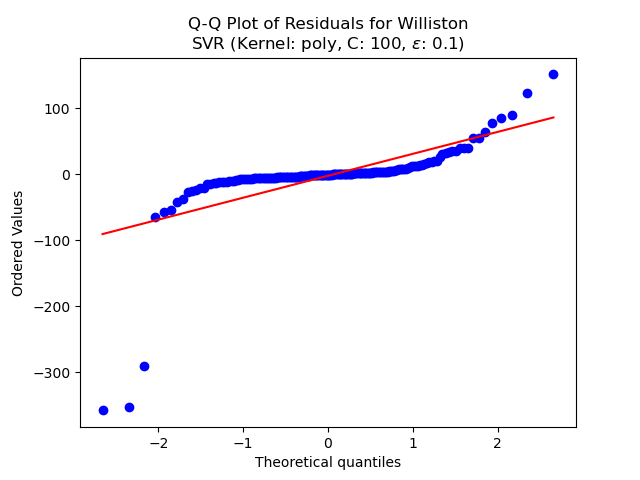 Q-Q Plot of Residuals for Williston
SVR (Kernel: poly, C: 100, ε: 0.1)
Ordered Values
100
0
−100
−200
−300
−2
−1
0
1
2
Theoretical quantiles